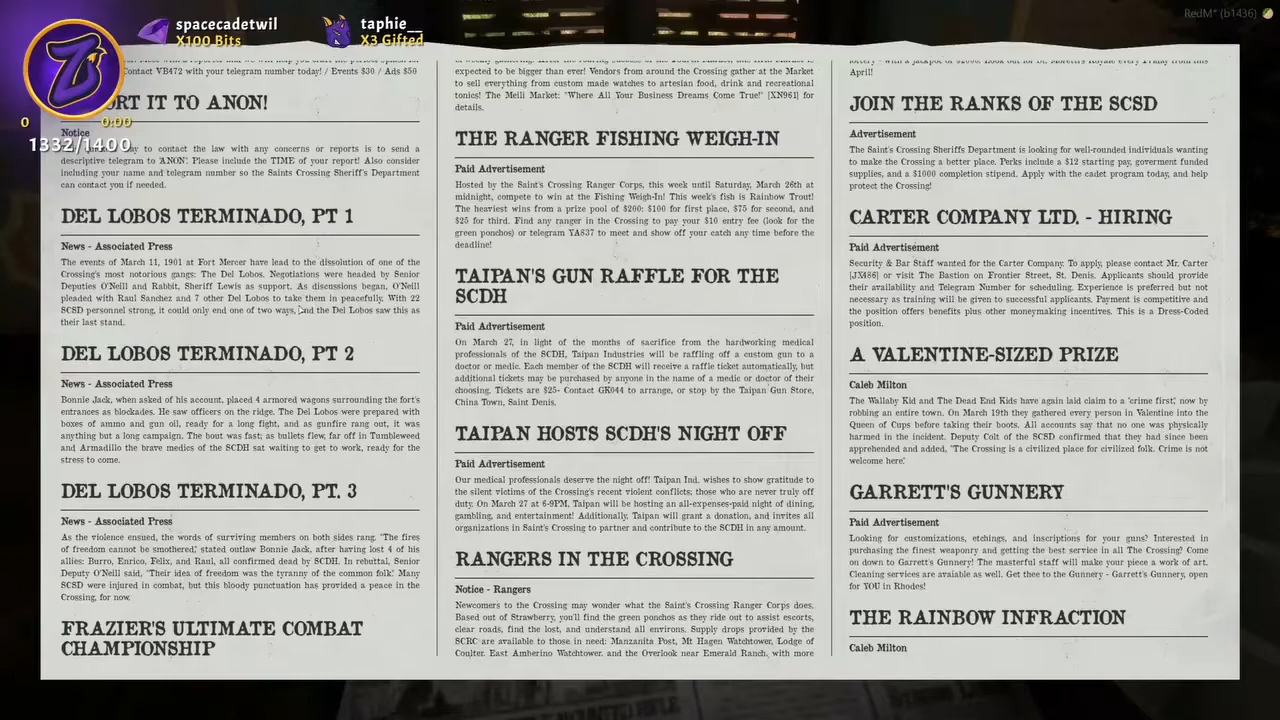 spacecadetwil
X100 Bits
taphie__
X3 Gifted
RedM® (b1436)
0
0:00
1332/1400
Contact VB472 with your telegram number today! / Events $30 / Ads $50
ORT IT TO ANON!
Notice
to contact the law with any concerns or reports is to send a
descriptive telegram to 'ANON'. Please include the TIME of your report! Also consider
including your name and telegram number so the Saints Crossing Sheriff's Department
can contact you if needed.
DEL LOBOS TERMINADO, PT 1
News - Associated Press
The events of March 11, 1901 at Fort Mercer have lead to the dissolution of one of the
Crossing's most notorious gangs: The Del Lobos. Negotiations were headed by Senior
Deputies O'Neill and Rabbit, Sheriff Lewis as support. As discussions began, O'Neill
pleaded with Raul Sanchez and 7 other Del Lobos to take them in peacefully. With 22
SCSD personnel strong, it could only end one of two ways, and the Del Lobos saw this as
their last stand.
DEL LOBOS TERMINADO, PT 2
News - Associated Press
Bonnie Jack, when asked of his account, placed 4 armored wagons surrounding the fort's
entrances as blockades. He saw officers on the ridge. The Del Lobos were prepared with
boxes of ammo and gun oil, ready for a long fight, and as gunfire rang out, it was
anything but a long campaign. The bout was fast; as bullets flew, far off in Tumbleweed
and Armadillo the brave medics of the SCDH sat waiting to get to work, ready for the
stress to come.
DEL LOBOS TERMINADO, PT. 3
News - Associated Press
As the violence ensued, the words of surviving members on both sides rang. "The fires
of freedom cannot be smothered," stated outlaw Bonnie Jack, after having lost 4 of his
allies: Burro, Enrico, Felix, and Raul, all confirmed dead by SCDH. In rebuttal, Senior
Deputy O'Neill said, "Their idea of freedom was the tyranny of the common folk." Many
SCSD were injured in combat, but this bloody punctuation has provided a peace in the
Crossing, for now.
FRAZIER'S ULTIMATE COMBAT
CHAMPIONSHIP
expected to be bigger than ever! Vendors from around the Crossing gather at the Market
to sell everything from custom made watches to artesian food, drink and recreational
tonics! The Melli Market: "Where All Your Business Dreams Come True!" [XN961] for
details.
THE RANGER FISHING WEIGH-IN
Paid Advertisement
Hosted by the Saint's Crossing Ranger Corps, this week until Saturday, March 26th at
midnight, compete to win at the Fishing Weigh-In! This week's fish is Rainbow Trout!
The heaviest wins from a prize pool of $200: $100 for first place, $75 for second, and
$25 for third. Find any ranger in the Crossing to pay your $10 entry fee (look for the
green ponchos) or telegram YA837 to meet and show off your catch any time before the
deadline!
TAIPAN'S GUN RAFFLE FOR THE
SCDH
Paid Advertisement
On March 27, in light of the months of sacrifice from the hardworking medical
professionals of the SCDH, Taipan Industries will be raffling off a custom gun to a
doctor or medic. Each member of the SCDH will receive a raffle ticket automatically, but
additional tickets may be purchased by anyone in the name of a medic or doctor of their
choosing. Tickets are $25- Contact GK044 to arrange, or stop by the Taipan Gun Store,
China Town, Saint Denis.
TAIPAN HOSTS SCDH'S NIGHT OFF
Paid Advertisement
Our medical professionals deserve the night off! Taipan Ind. wishes to show gratitude to
the silent victims of the Crossing's recent violent conflicts; those who are never truly off
duty. On March 27 at 6-9PM, Taipan will be hosting an all-expenses-paid night of dining,
gambling, and entertainment! Additionally, Taipan will grant a donation, and invites all
organizations in Saint's Crossing to partner and contribute to the SCDH in any amount.
RANGERS IN THE CROSSING
Notice - Rangers
Newcomers to the Crossing may wonder what the Saint's Crossing Ranger Corps does.
Based out of Strawberry, you'll find the green ponchos as they ride out to assist escorts,
clear roads, find the lost, and understand all environs. Supply drops provided by the
SCRC are available to those in need: Manzanita Post, Mt Hagen Watchtower, Lodge of
Coulter, East Amberino Watchtower, and the Overlook near Emerald Ranch, with more
April!
JOIN THE RANKS OF THE SCSD
Advertisement
The Saint's Crossing Sheriffs Department is looking for well-rounded individuals wanting
to make the Crossing a better place. Perks include a $12 starting pay, goverment funded
supplies, and a $1000 completion stipend. Apply with the cadet program today, and help
protect the Crossing!
CARTER COMPANY LTD. - HIRING
Paid Advertisement
Security & Bar Staff wanted for the Carter Company. To apply, please contact Mr. Carter
[JX486] or visit The Bastion on Frontier Street, St. Denis. Applicants should provide
their availability and Telegram Number for scheduling. Experience is preferred but not
necessary as training will be given to successful applicants. Payment is competitive and
the position offers benefits plus other moneymaking incentives. This is a Dress-Coded
position.
A VALENTINE-SIZED PRIZE
Caleb Milton
The Wallaby Kid and The Dead End Kids have again laid claim to a 'crime first,' now by
robbing an entire town. On March 19th they gathered every person in Valentine into the
Queen of Cups before taking their boots. All accounts say that no one was physically
harmed in the incident. Deputy Colt of the SCSD confirmed that they had since been
apprehended and added, "The Crossing is a civilized place for civilized folk. Crime is not
welcome here."
GARRETT'S GUNNERY
Paid Advertisement
Looking for customizations, etchings, and inscriptions for your guns? Interested in
purchasing the finest weaponry and getting the best service in all The Crossing? Come
on down to Garrett's Gunnery! The masterful staff will make your piece a work of art.
Cleaning services are avaiable as well. Get thee to the Gunnery - Garrett's Gunnery, open
for YOU in Rhodes!
THE RAINBOW INFRACTION
Caleb Milton